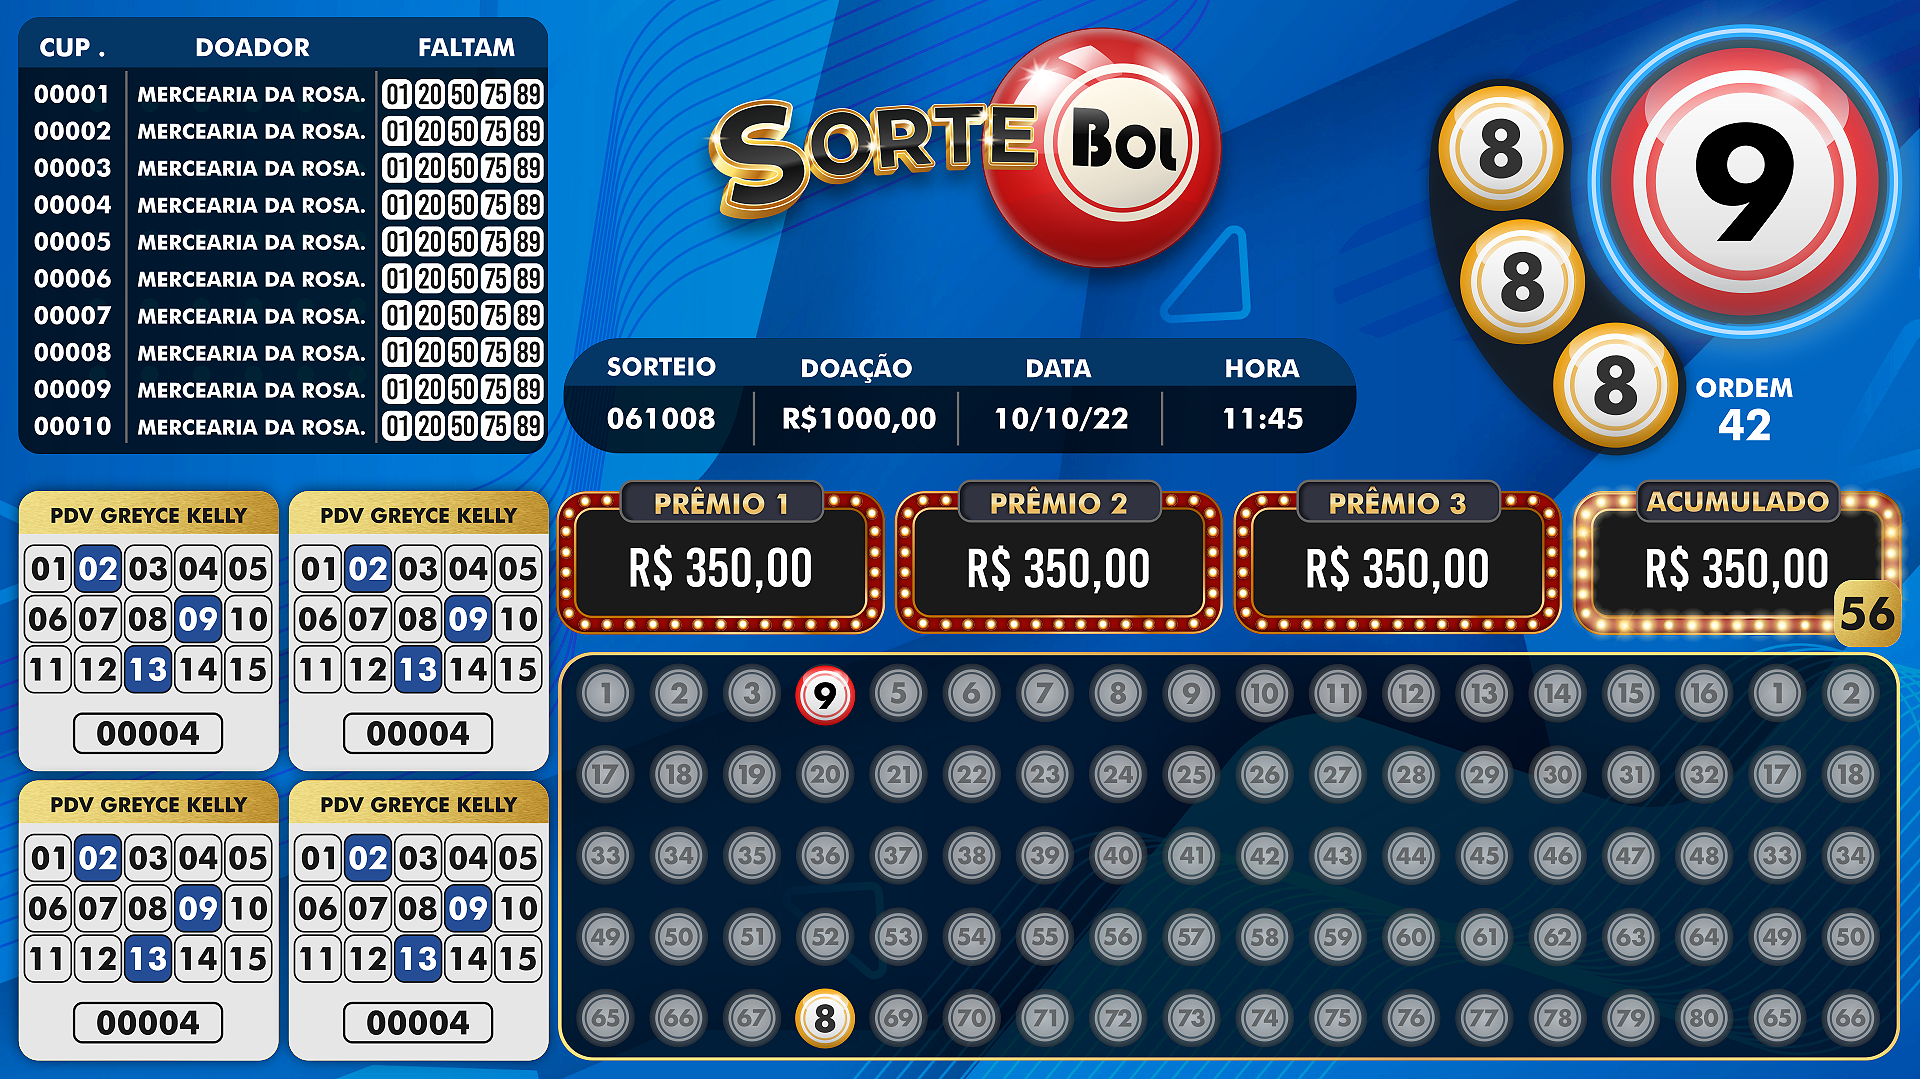 CUP . DOADOR FALTAM
00001 MERCEARIA DA ROSA. 01 20 50 75 89
00002 MERCEARIA DA ROSA. 01 20 50 75 89
00003 MERCEARIA DA ROSA. 01 20 50 75 89
00004 MERCEARIA DA ROSA. 01 20 50 75 89
00005 MERCEARIA DA ROSA. 01 20 50 75 89
00006 MERCEARIA DA ROSA. 01 20 50 75 89
00007 MERCEARIA DA ROSA. 01 20 50 75 89
00008 MERCEARIA DA ROSA. 01 20 50 75 89
00009 MERCEARIA DA ROSA. 01 20 50 75 89
00010 MERCEARIA DA ROSA. 01 20 50 75 89
SORTE BOL
8
8
8
9
ORDEM
42
SORTEIO DOAÇÃO DATA HORA
061008 R$1000,00 10/10/22 11:45
PDV GREYCE KELLY
01 02 03 04 05
06 07 08 09 10
11 12 13 14 15
00004
PDV GREYCE KELLY
01 02 03 04 05
06 07 08 09 10
11 12 13 14 15
00004
PDV GREYCE KELLY
01 02 03 04 05
06 07 08 09 10
11 12 13 14 15
00004
PDV GREYCE KELLY
01 02 03 04 05
06 07 08 09 10
11 12 13 14 15
00004
PRÊMIO 1
R$ 350,00
PRÊMIO 2
R$ 350,00
PRÊMIO 3
R$ 350,00
ACUMULADO
R$ 350,00
56
1 2 3 9 5 6 7 8 9 10 11 12 13 14 15 16 1 2
17 18 19 20 21 22 23 24 25 26 27 28 29 30 31 32 17 18
33 34 35 36 37 38 39 40 41 42 43 44 45 46 47 48 33 34
49 50 51 52 53 54 55 56 57 58 59 60 61 62 63 64 49 50
65 66 67 8 69 70 71 72 73 74 75 76 77 78 79 80 65 66